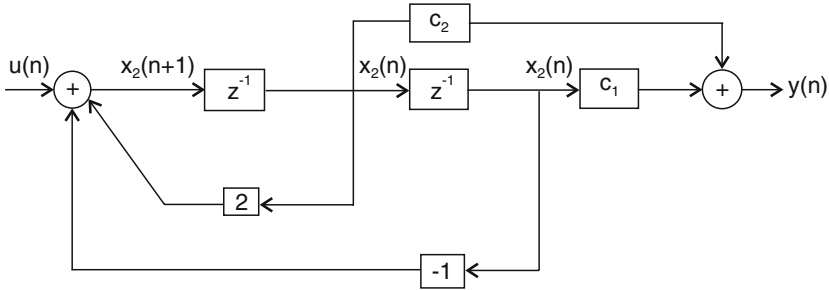 c₂
u(n)
x₂(n+1)
x₂(n)
x₂(n)
y(n)
+
z⁻¹
z⁻¹
c₁
+
2
-1